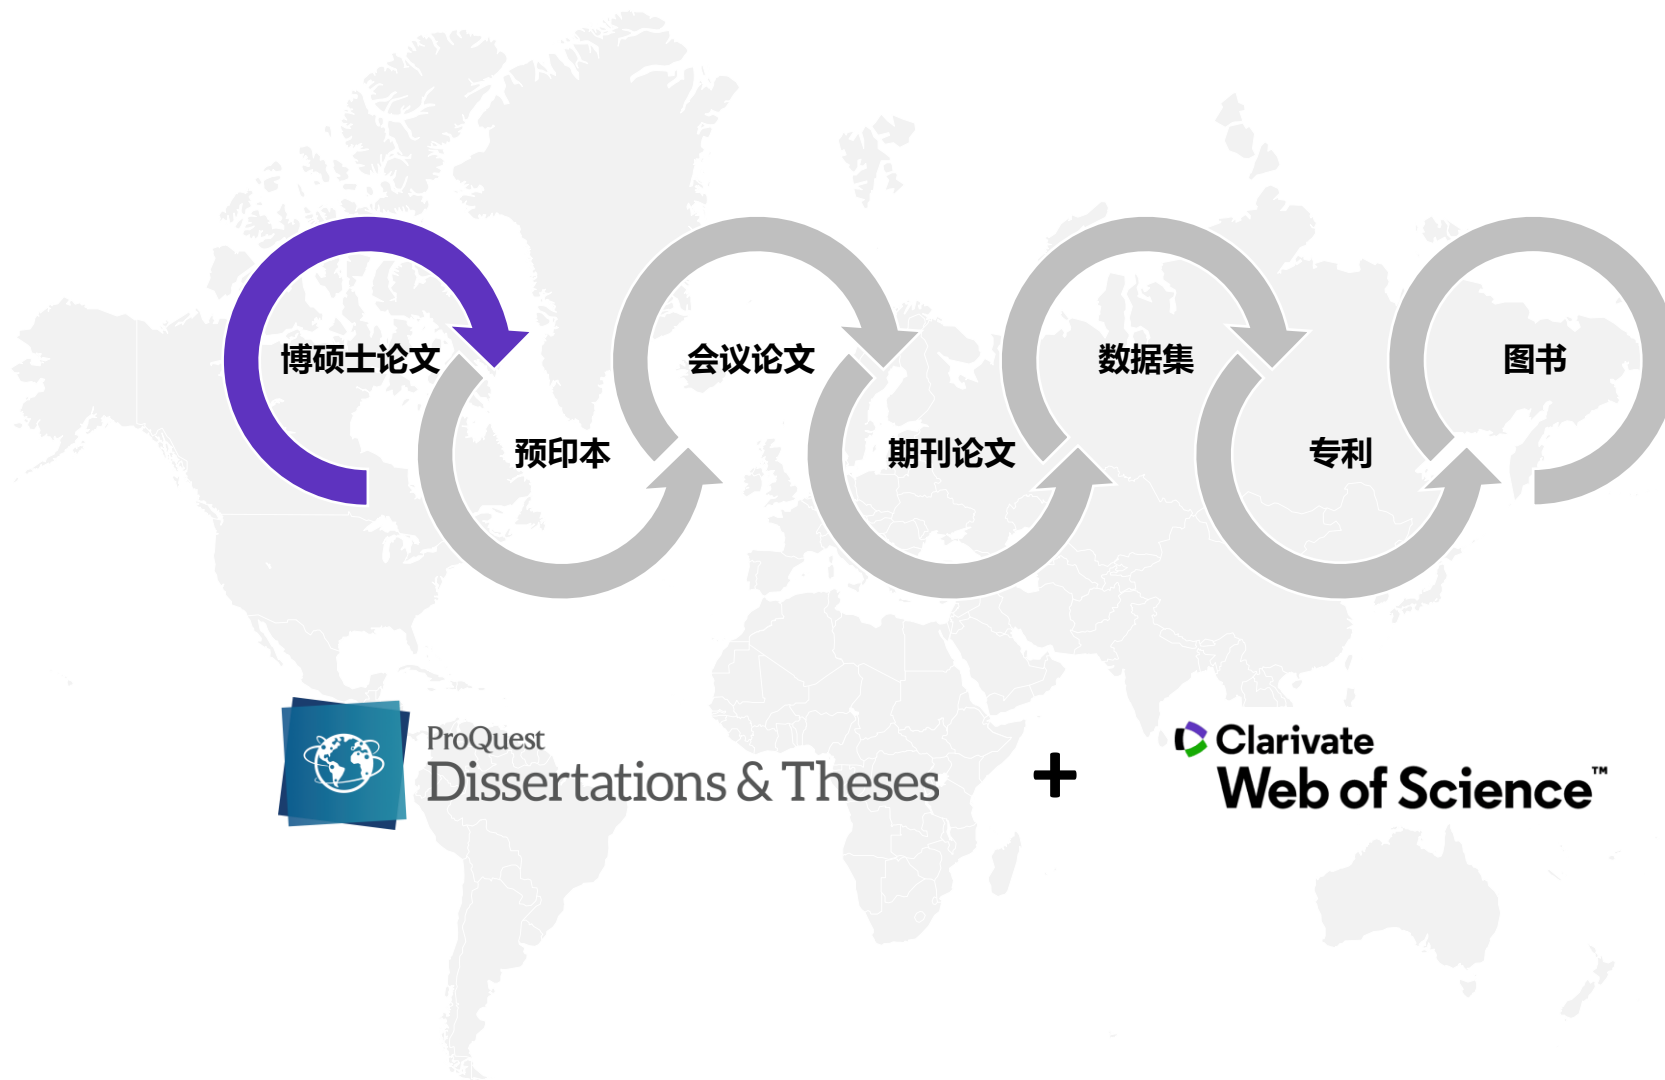 博硕士论文
预印本
会议论文
期刊论文
数据集
专利
图书
ProQuest
Dissertations & Theses
+
Clarivate
Web of Science™